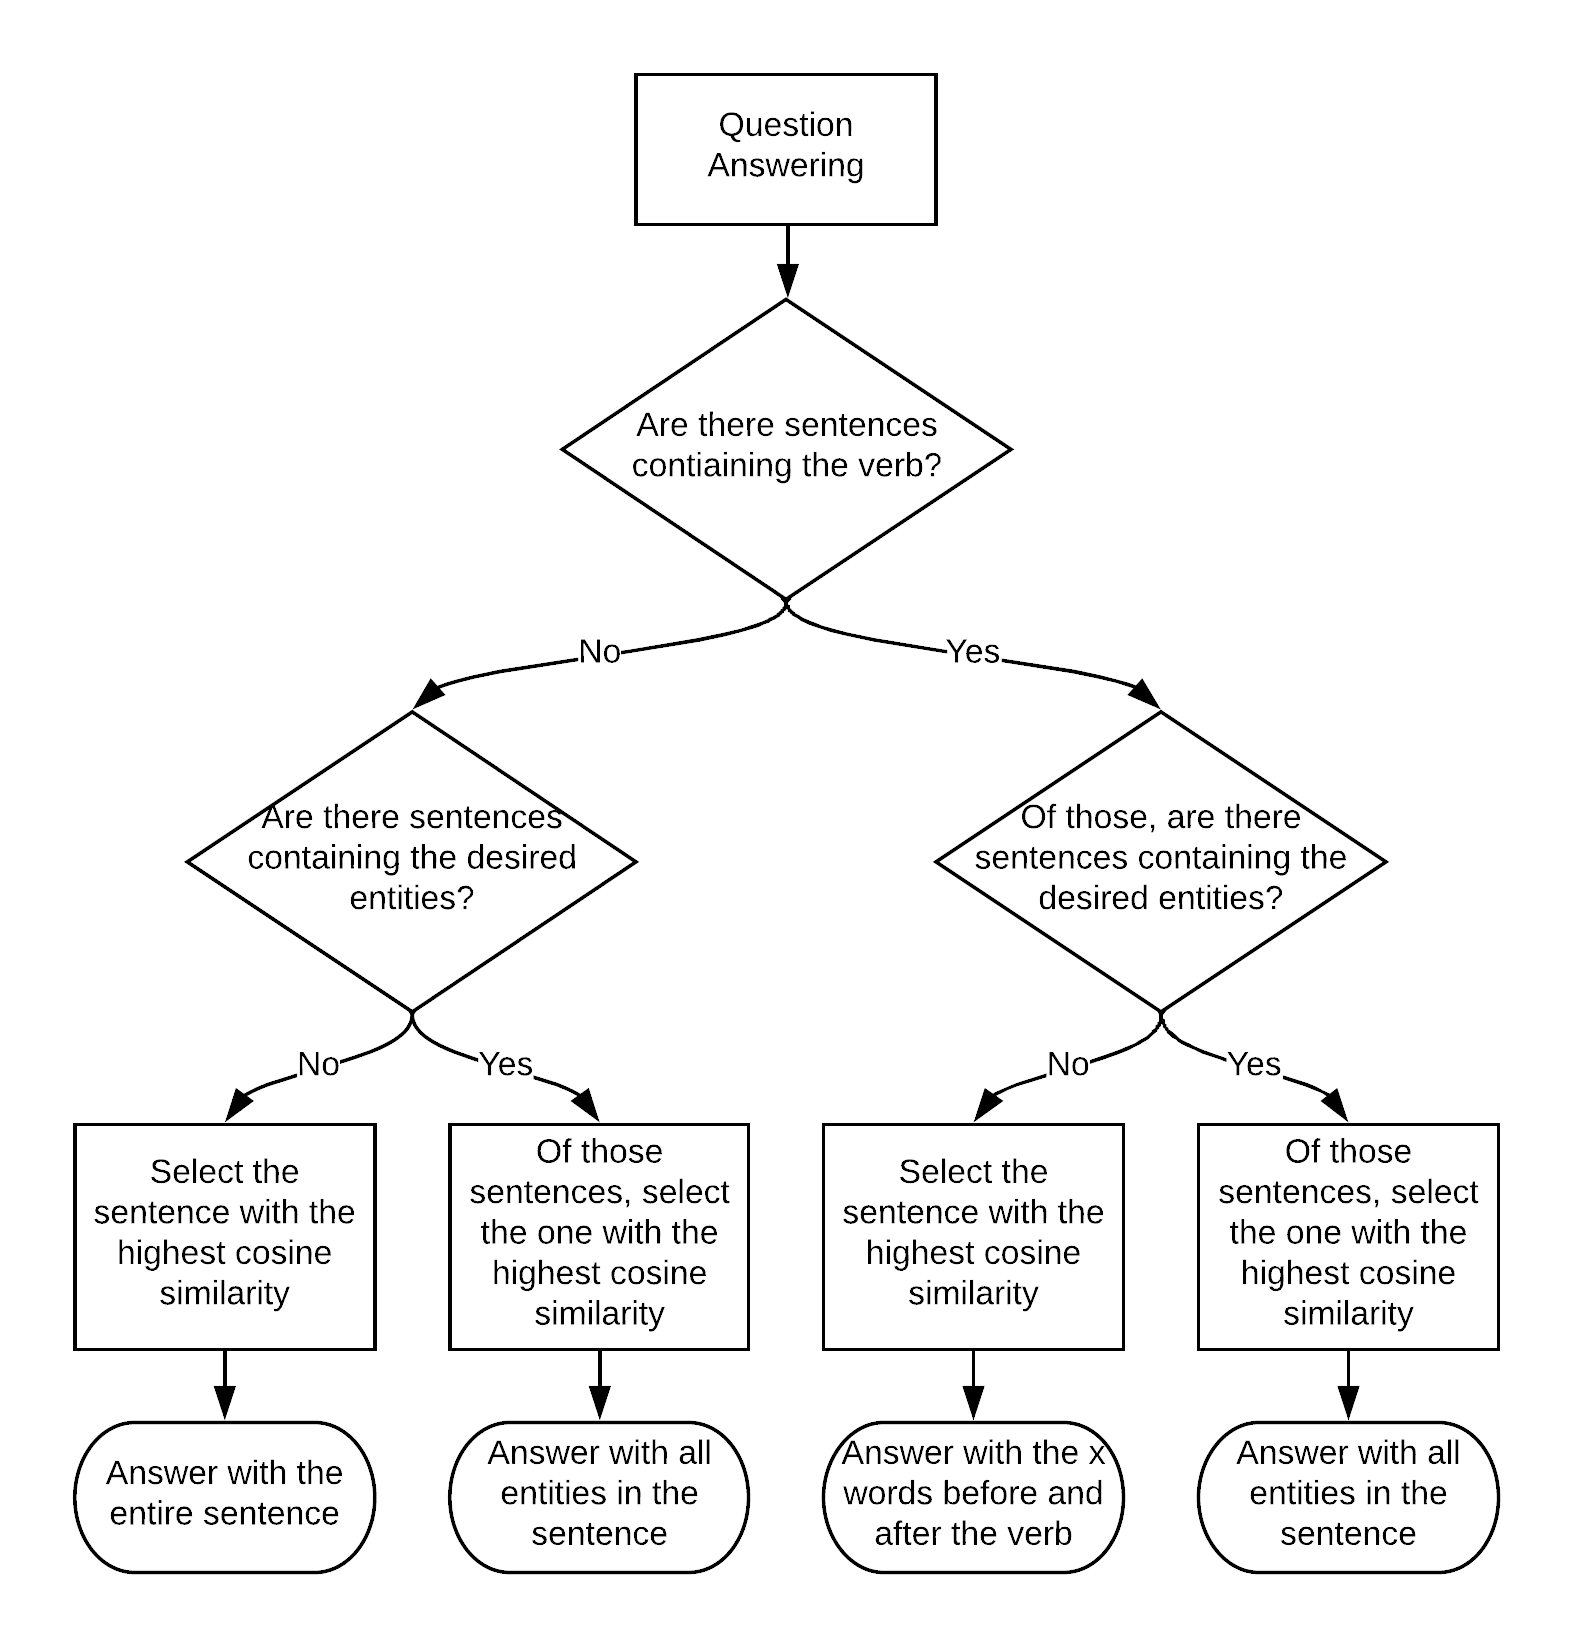 Question
Answering
Are there sentences
contiaining the verb?
No
Yes
Are there sentences
containing the desired
entities?
Of those, are there
sentences containing the
desired entities?
No
Yes
No
Yes
Select the
sentence with the
highest cosine
similarity
Of those
sentences, select
the one with the
highest cosine
similarity
Select the
sentence with the
highest cosine
similarity
Of those
sentences, select
the one with the
highest cosine
similarity
Answer with the
entire sentence
Answer with all
entities in the
sentence
Answer with the x
words before and
after the verb
Answer with all
entities in the
sentence